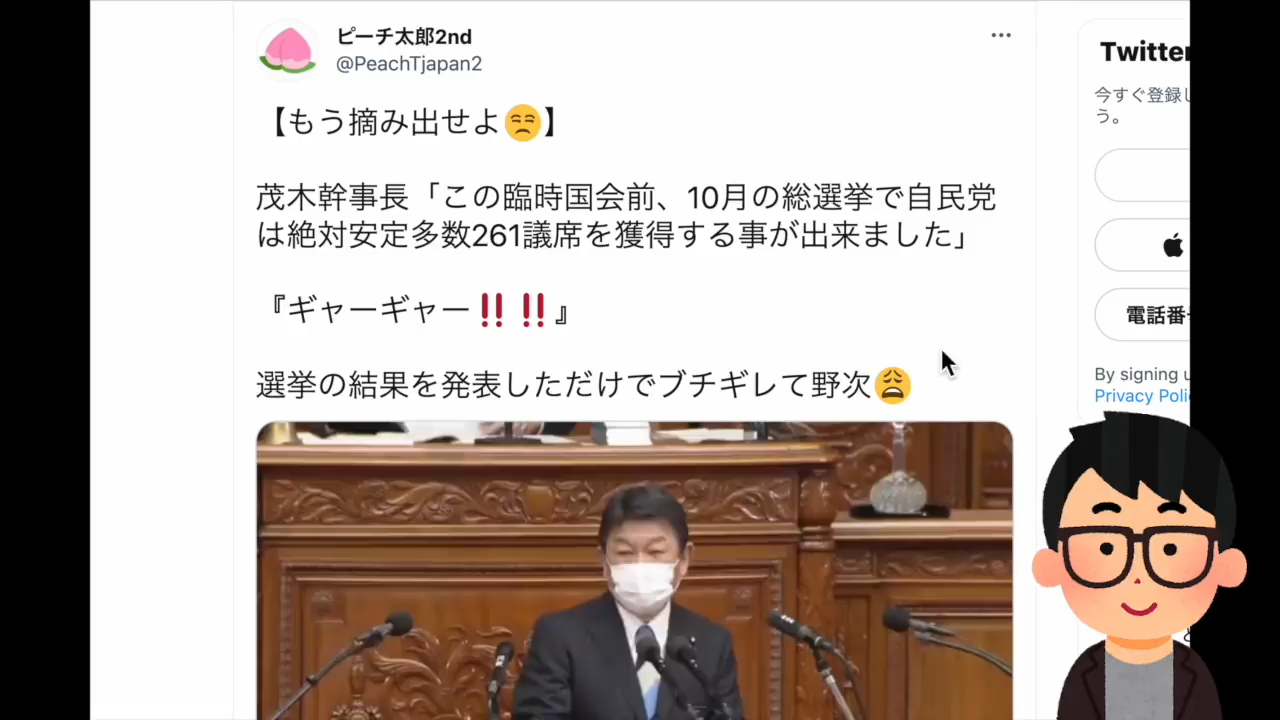 ピーチ太郎2nd
@PeachTjapan2
【もう摘み出せよ😒】
茂木幹事長「この臨時国会前、10月の総選挙で自民党
は絶対安定多数261議席を獲得する事が出来ました」
『ギャーギャー‼️‼️』
選挙の結果を発表しただけでブチギレて野次😩
Twitter
今すぐ登録し
う。
電話番
By signing u
Privacy Poli